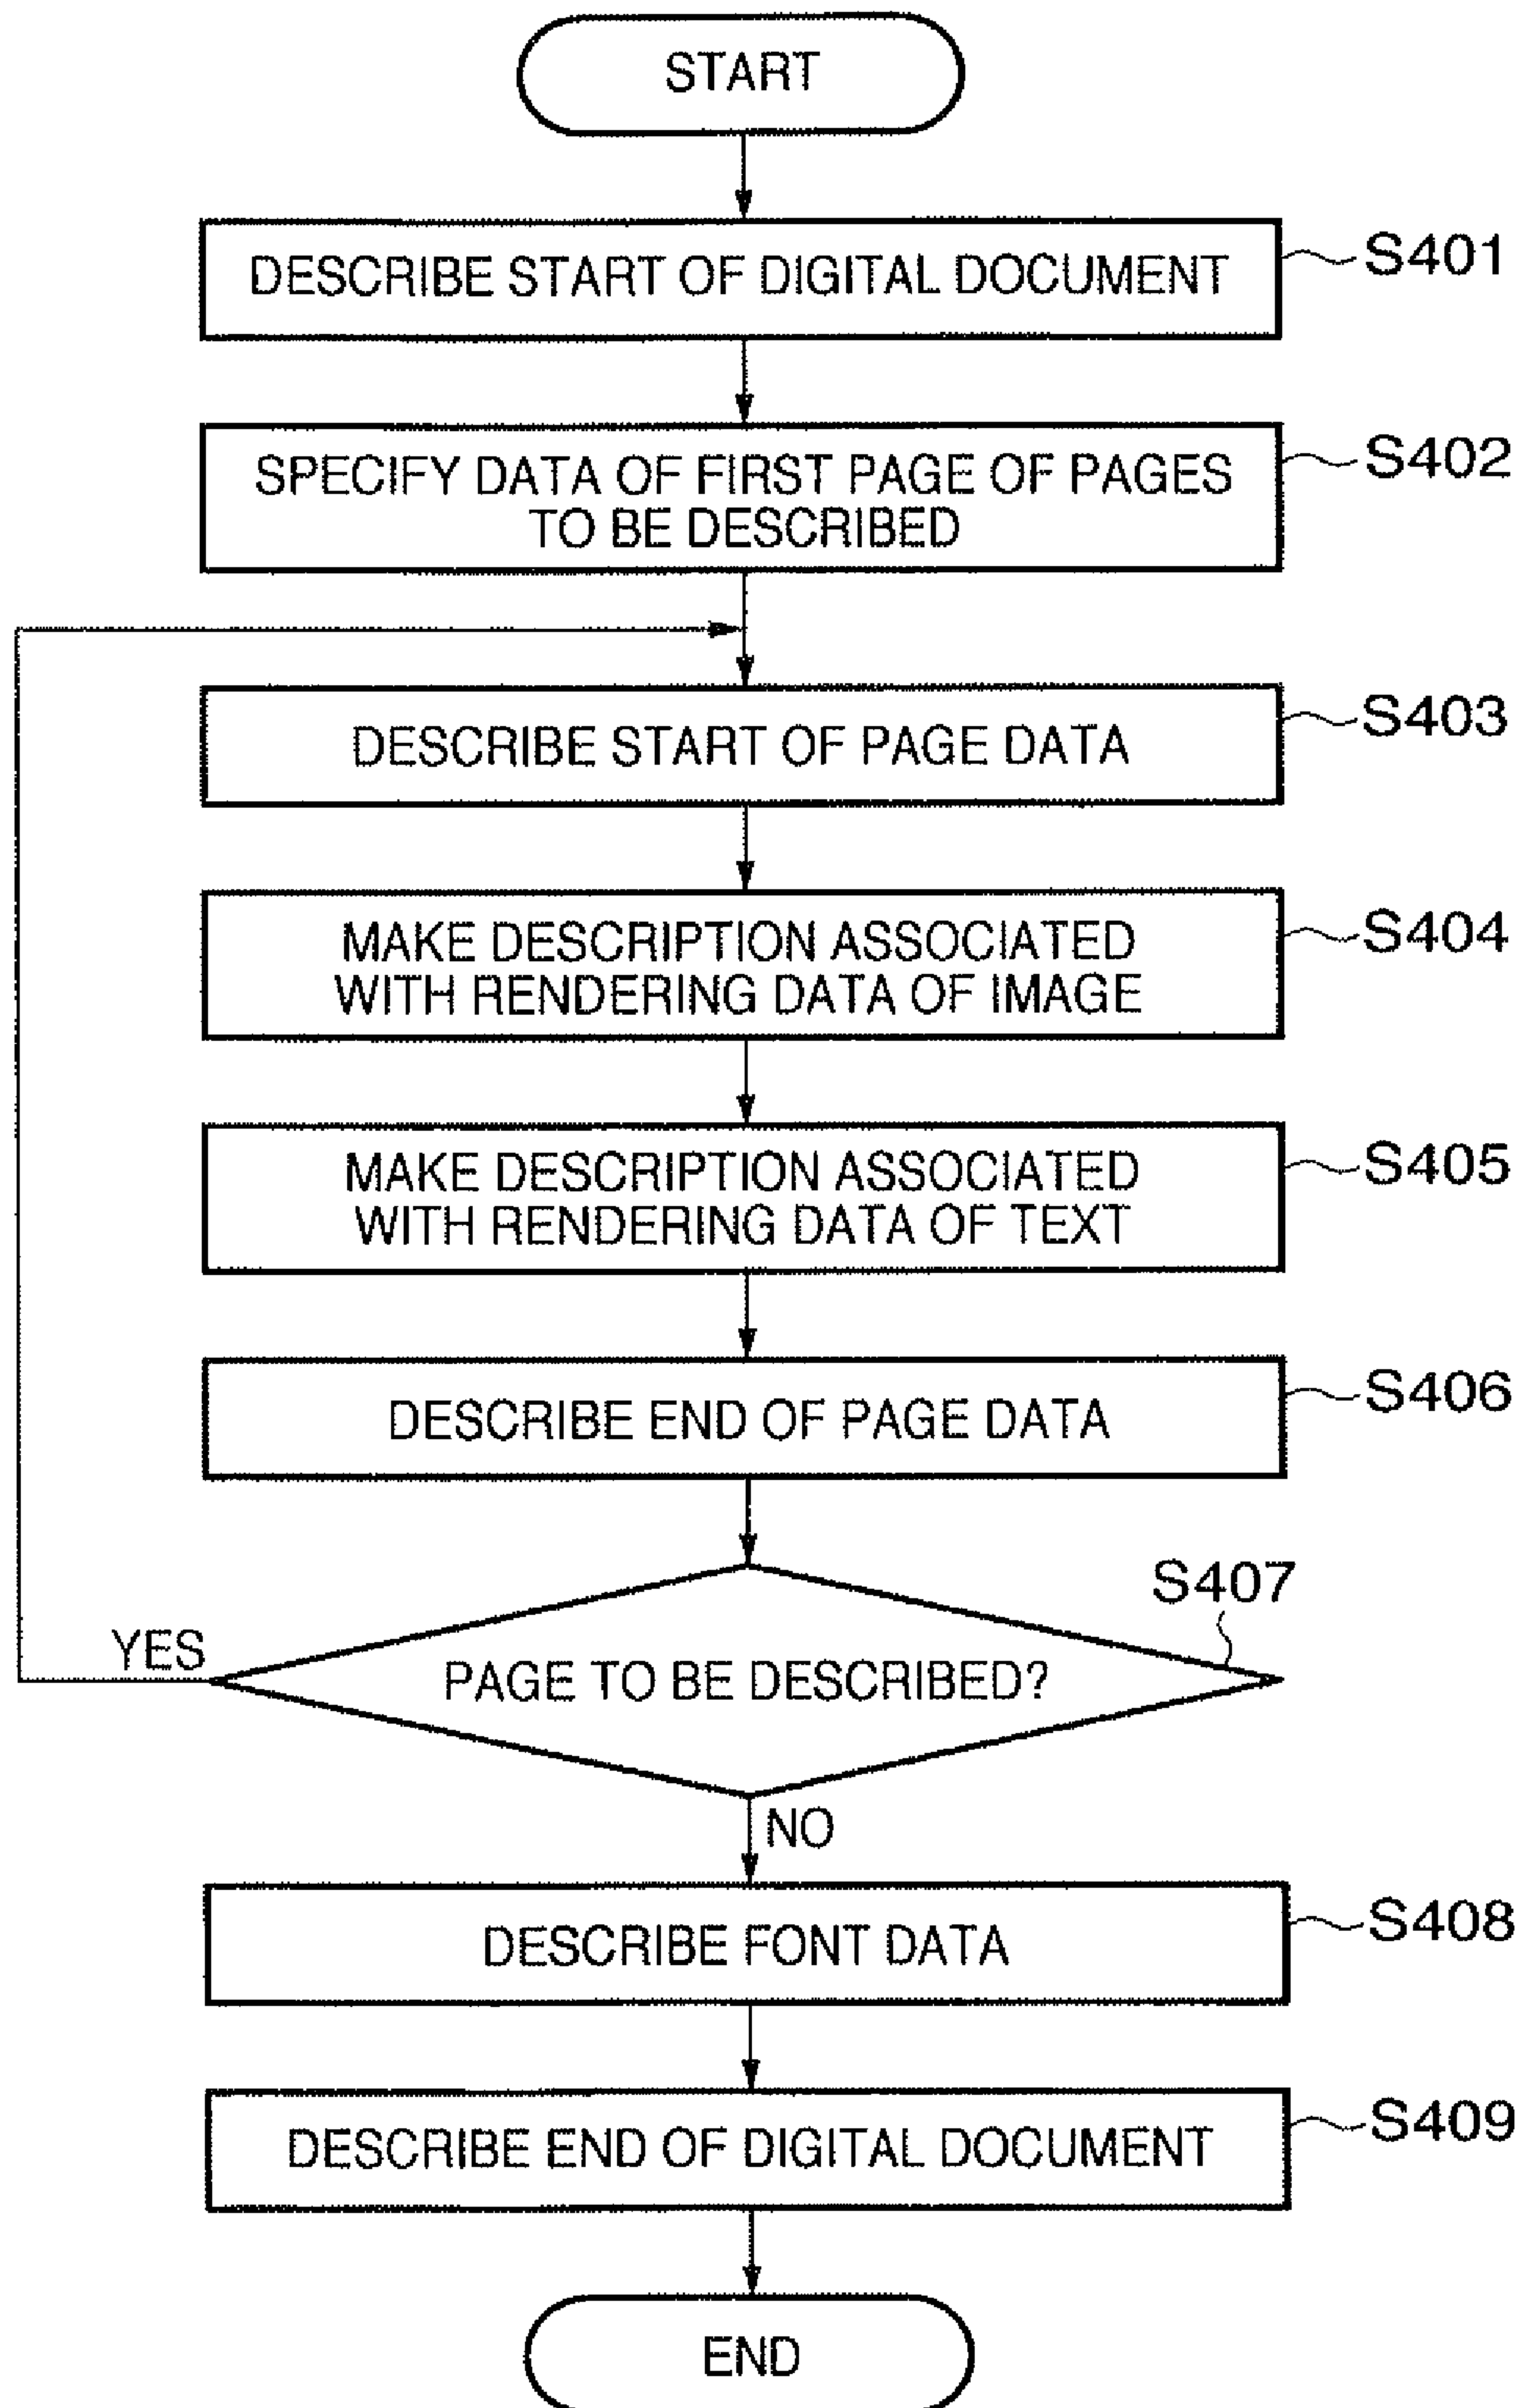 START
DESCRIBE START OF DIGITAL DOCUMENT
S401
SPECIFY DATA OF FIRST PAGE OF PAGES
TO BE DESCRIBED
S402
DESCRIBE START OF PAGE DATA
S403
MAKE DESCRIPTION ASSOCIATED
WITH RENDERING DATA OF IMAGE
S404
MAKE DESCRIPTION ASSOCIATED
WITH RENDERING DATA OF TEXT
S405
DESCRIBE END OF PAGE DATA
S406
S407
YES
PAGE TO BE DESCRIBED?
NO
DESCRIBE FONT DATA
S408
DESCRIBE END OF DIGITAL DOCUMENT
S409
END